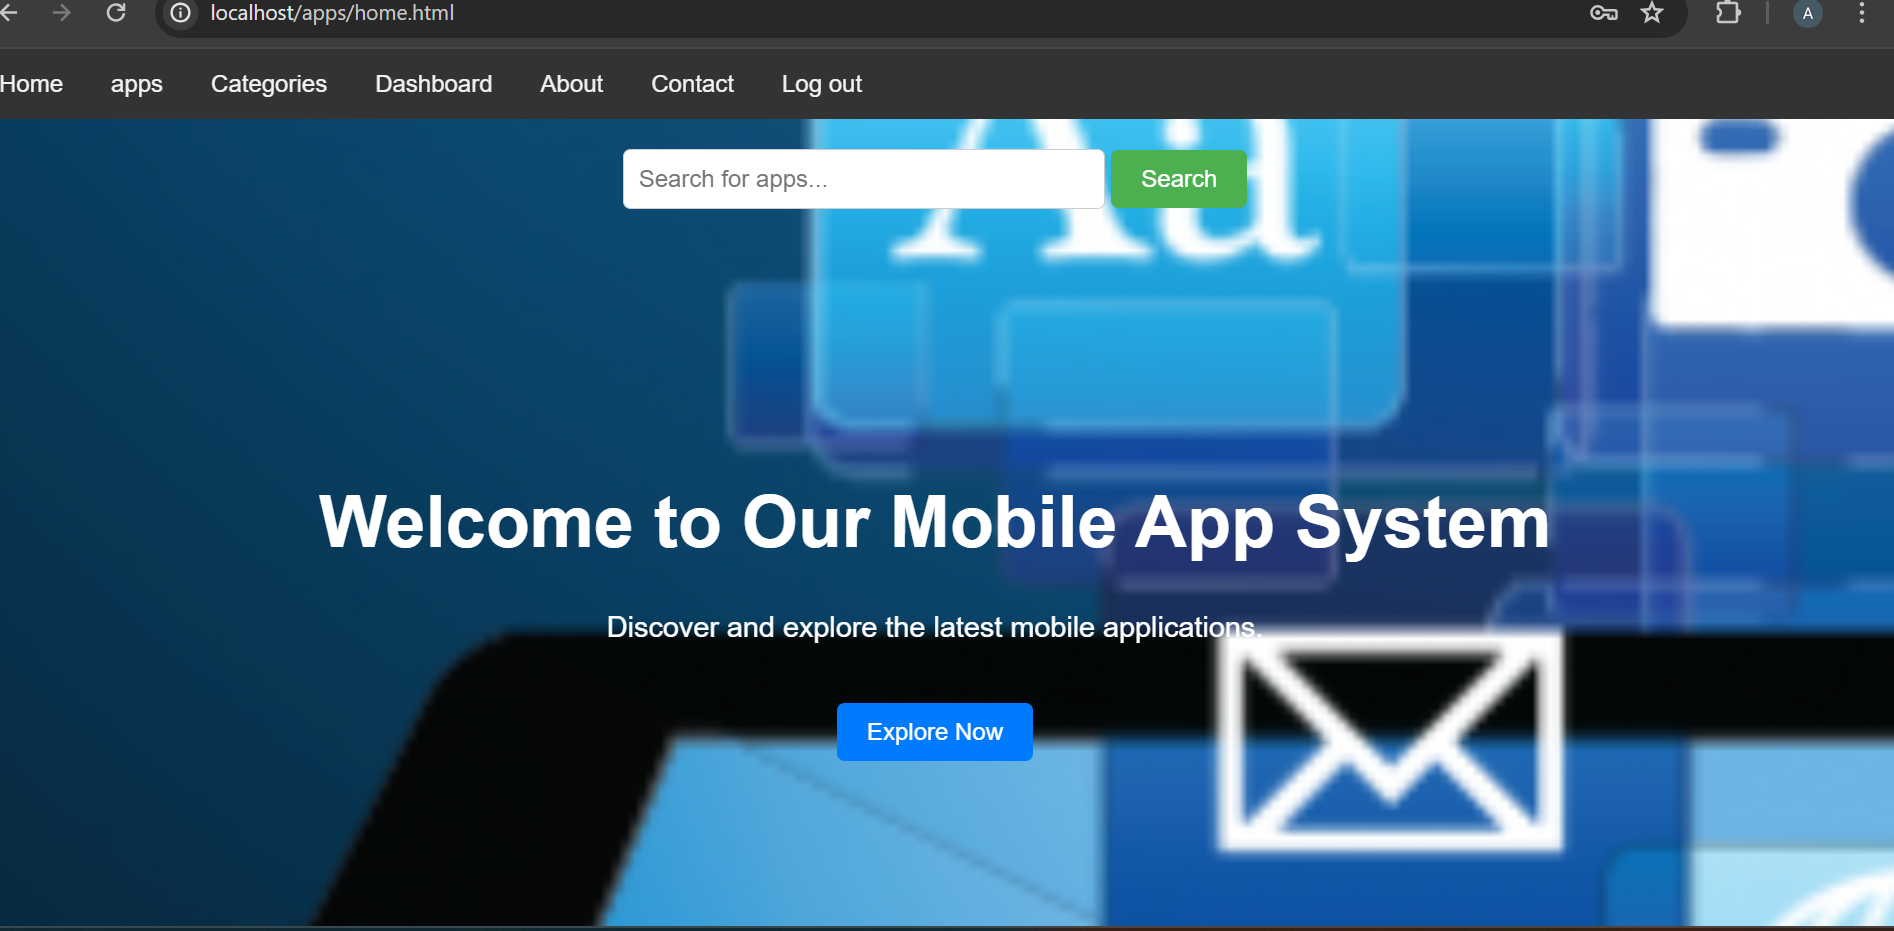 localhost/apps/home.html
A
Home apps Categories Dashboard About Contact Log out
Aa
Search for apps... Search
Welcome to Our Mobile App System
Discover and explore the latest mobile applications.
Explore Now